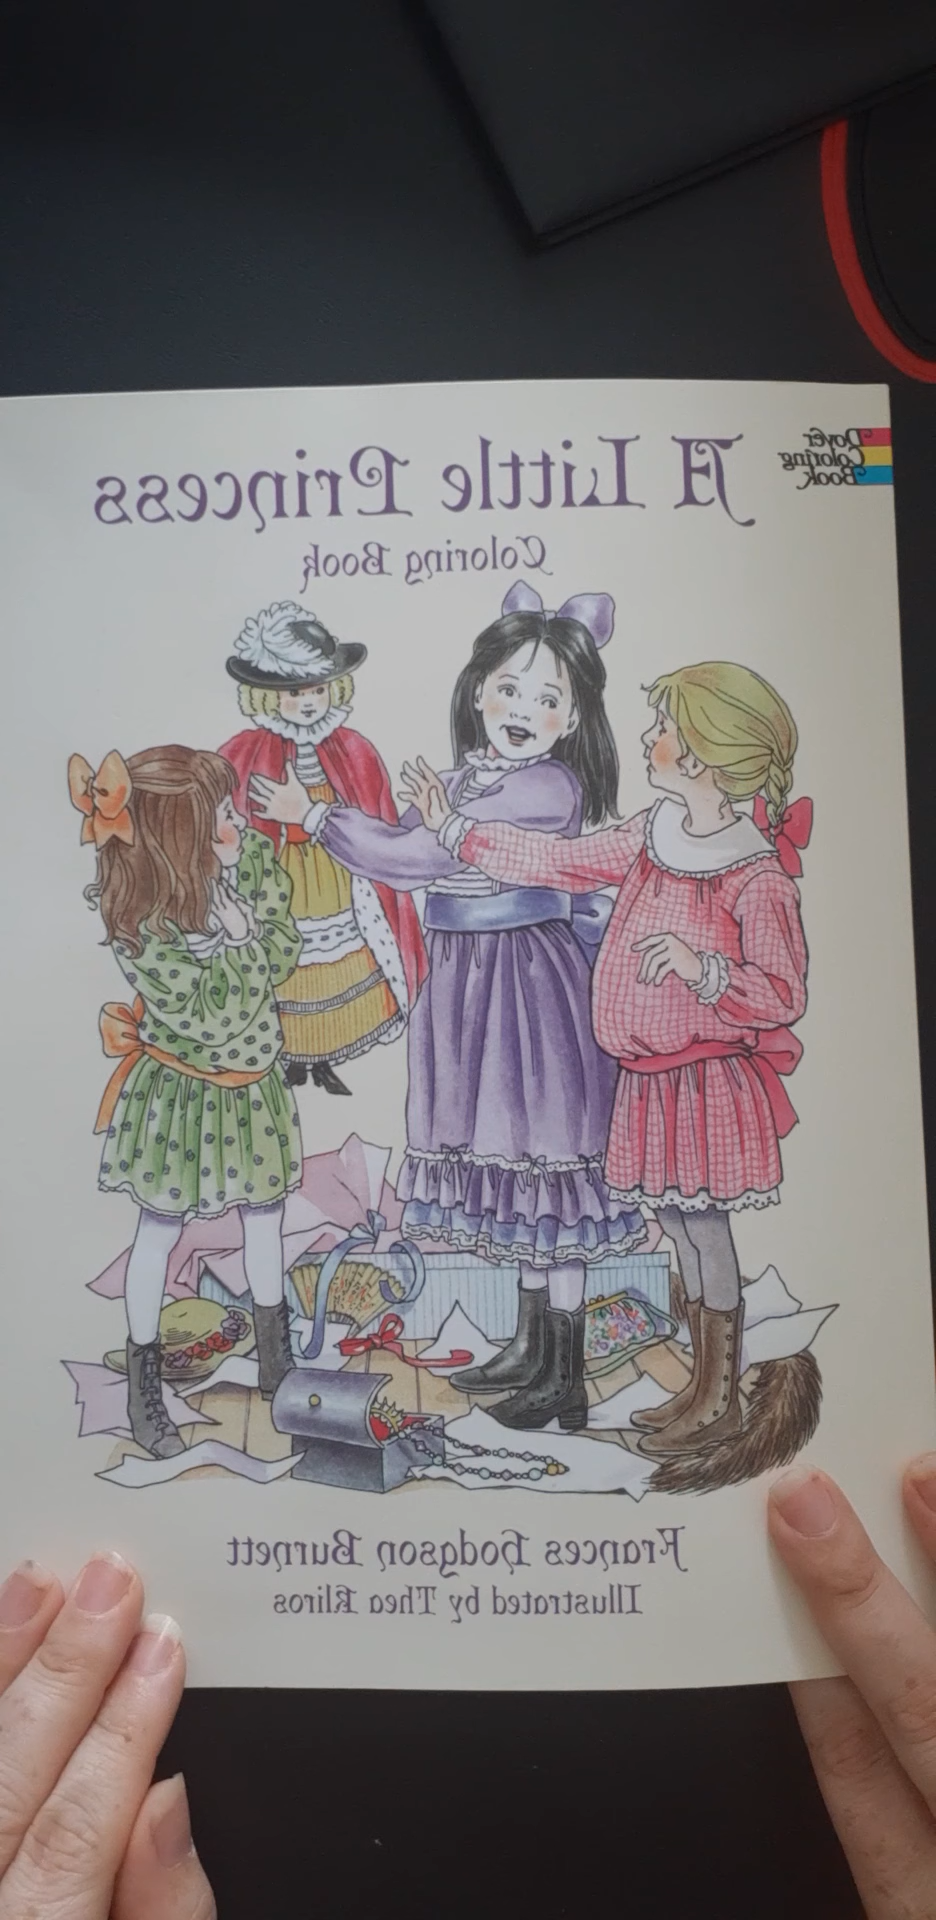 Dover
Coloring
Book
A Little Princess
Coloring Book
Frances Hodgson Burnett
Illustrated by Thea Kliros